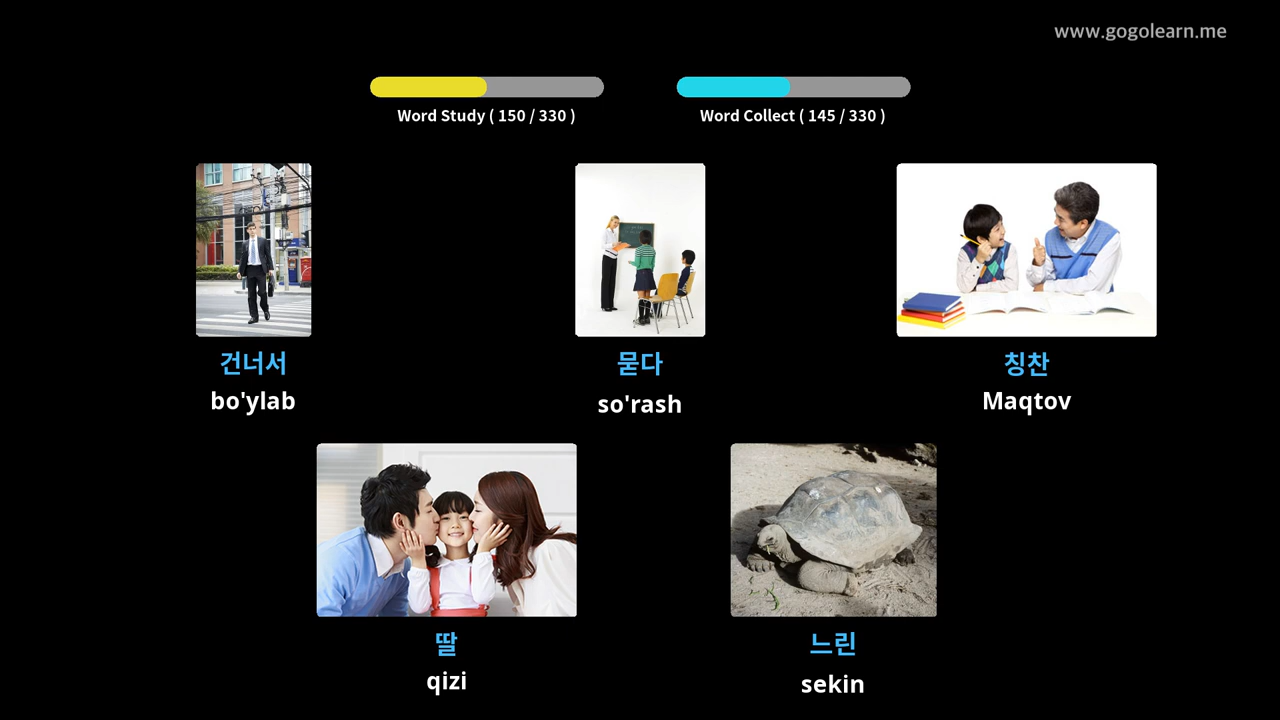 www.gogolearn.me
Word Study ( 150 / 330 )
Word Collect ( 145 / 330 )
건너서
bo'ylab
묻다
so'rash
칭찬
Maqtov
딸
qizi
느린
sekin